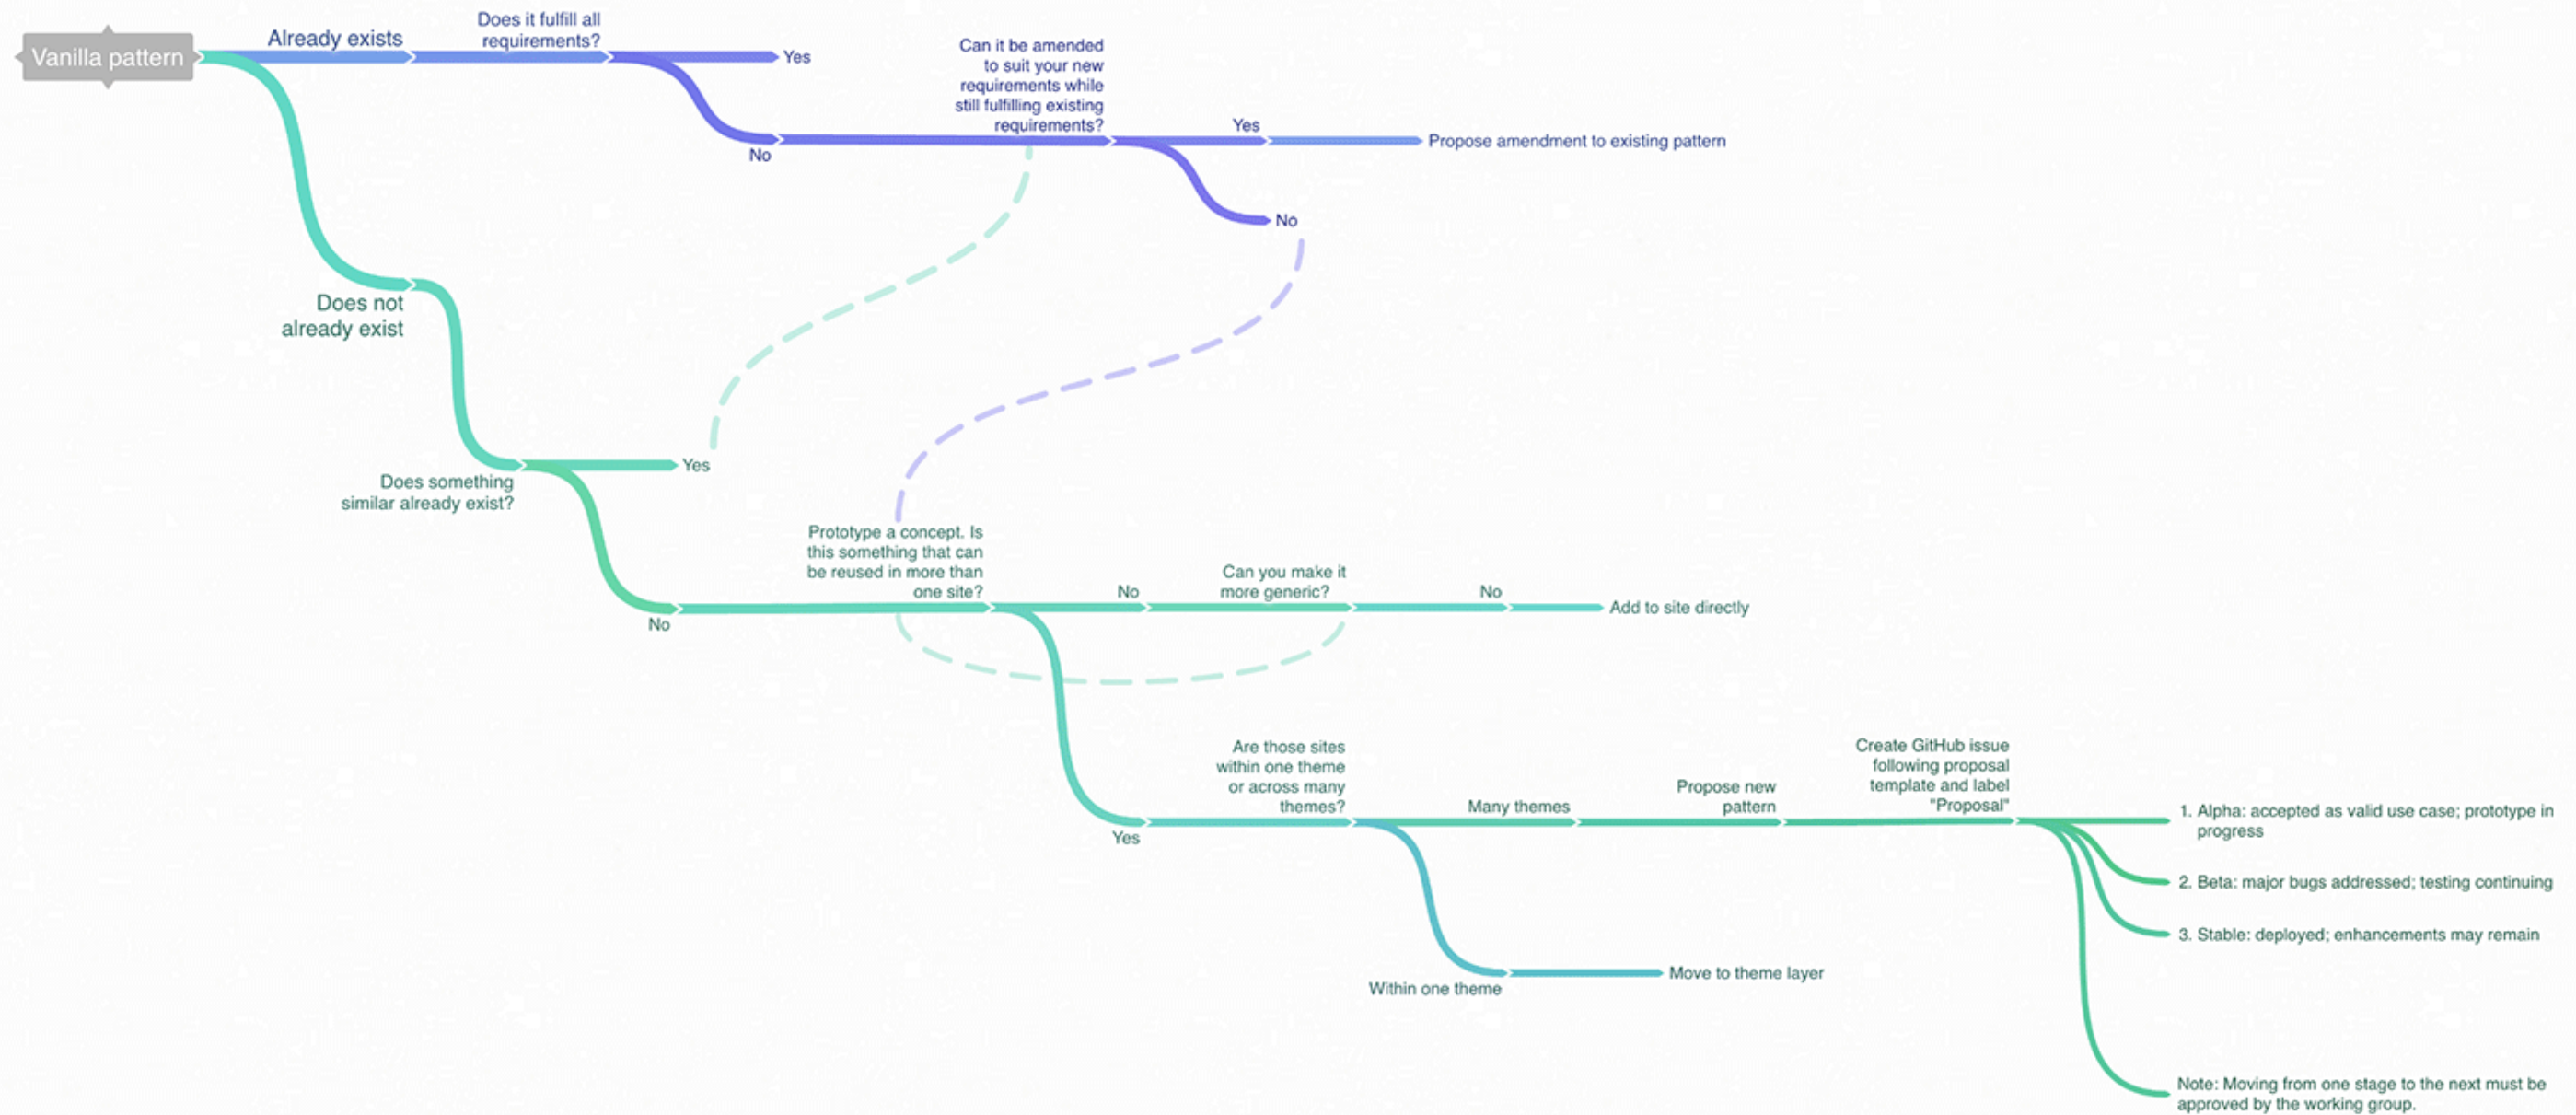 Vanilla pattern
Already exists
Does it fulfill all
requirements?
Yes
No
Can it be amended
to suit your new
requirements while
still fulfilling existing
requirements?
Yes
Propose amendment to existing pattern
No
Does not
already exist
Does something
similar already exist?
Yes
No
Prototype a concept. Is
this something that can
be reused in more than
one site?
No
Can you make it
more generic?
No
Add to site directly
Yes
Are those sites
within one theme
or across many
themes?
Many themes
Propose new
pattern
Create GitHub issue
following proposal
template and label
"Proposal"
1. Alpha: accepted as valid use case; prototype in
progress
2. Beta: major bugs addressed; testing continuing
3. Stable: deployed; enhancements may remain
Note: Moving from one stage to the next must be
approved by the working group.
Within one theme
Move to theme layer